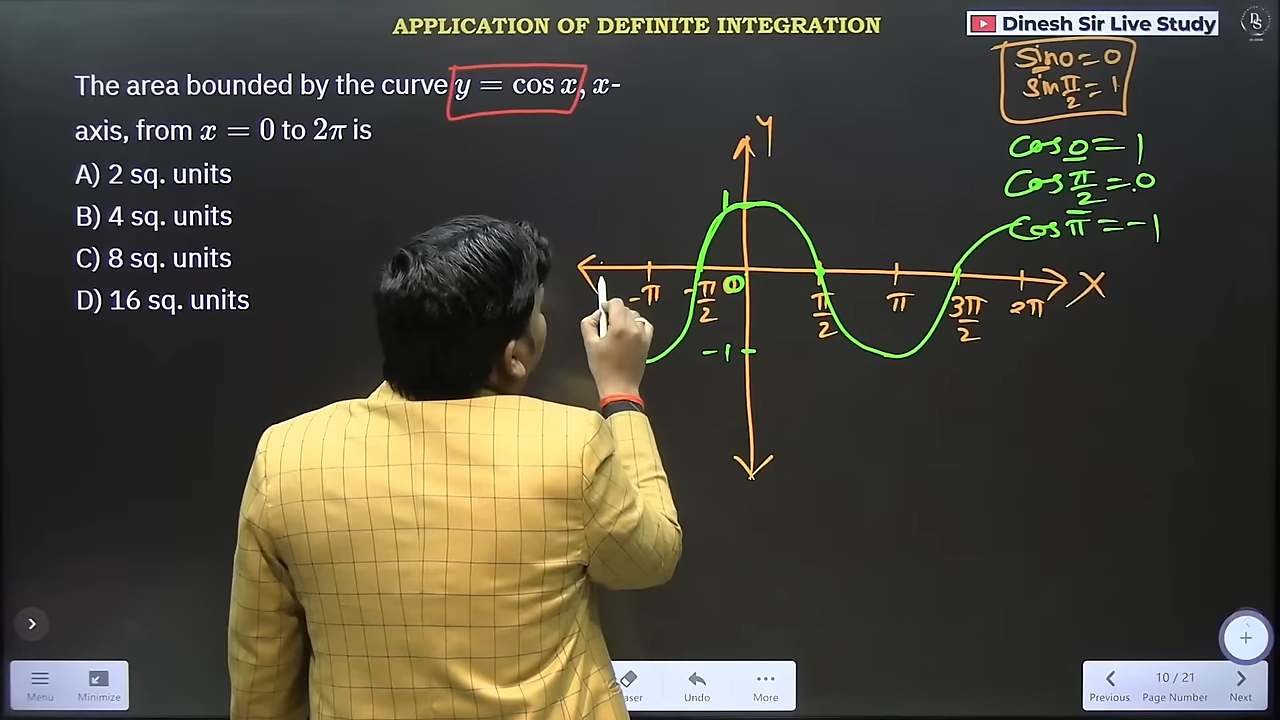 APPLICATION OF DEFINITE INTEGRATION
Dinesh Sir Live Study
DS
The area bounded by the curve y = cos x, x-
axis, from x = 0 to 2π is
A) 2 sq. units
B) 4 sq. units
C) 8 sq. units
D) 16 sq. units
sin0=0
sin π/2 = 1
cos 0 = 1
cos π/2 = 0
cos π = -1
Y
1
-π
-π/2
0
π/2
π
3π/2
2π
X
-1
Menu
Minimize
Undo
More
10 / 21
Previous
Page Number
Next